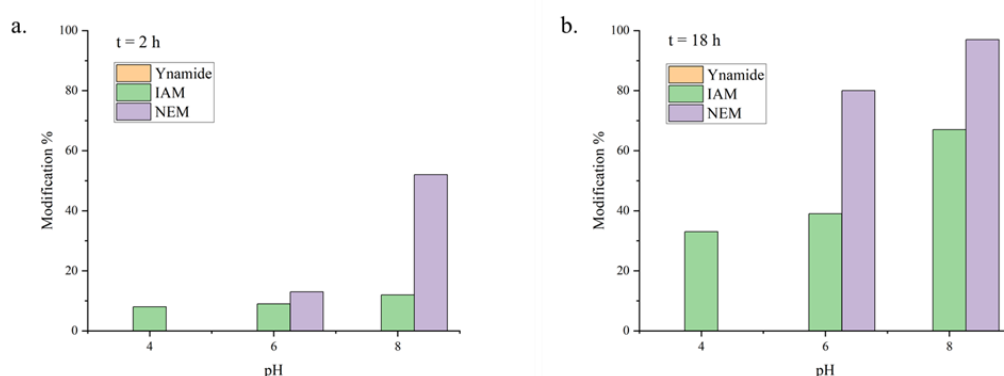 a.
t = 2 h
Ynamide
IAM
NEM
Modification %
100
80
60
40
20
0
4
6
8
pH
b.
t = 18 h
Ynamide
IAM
NEM
Modification %
100
80
60
40
20
0
4
6
8
pH